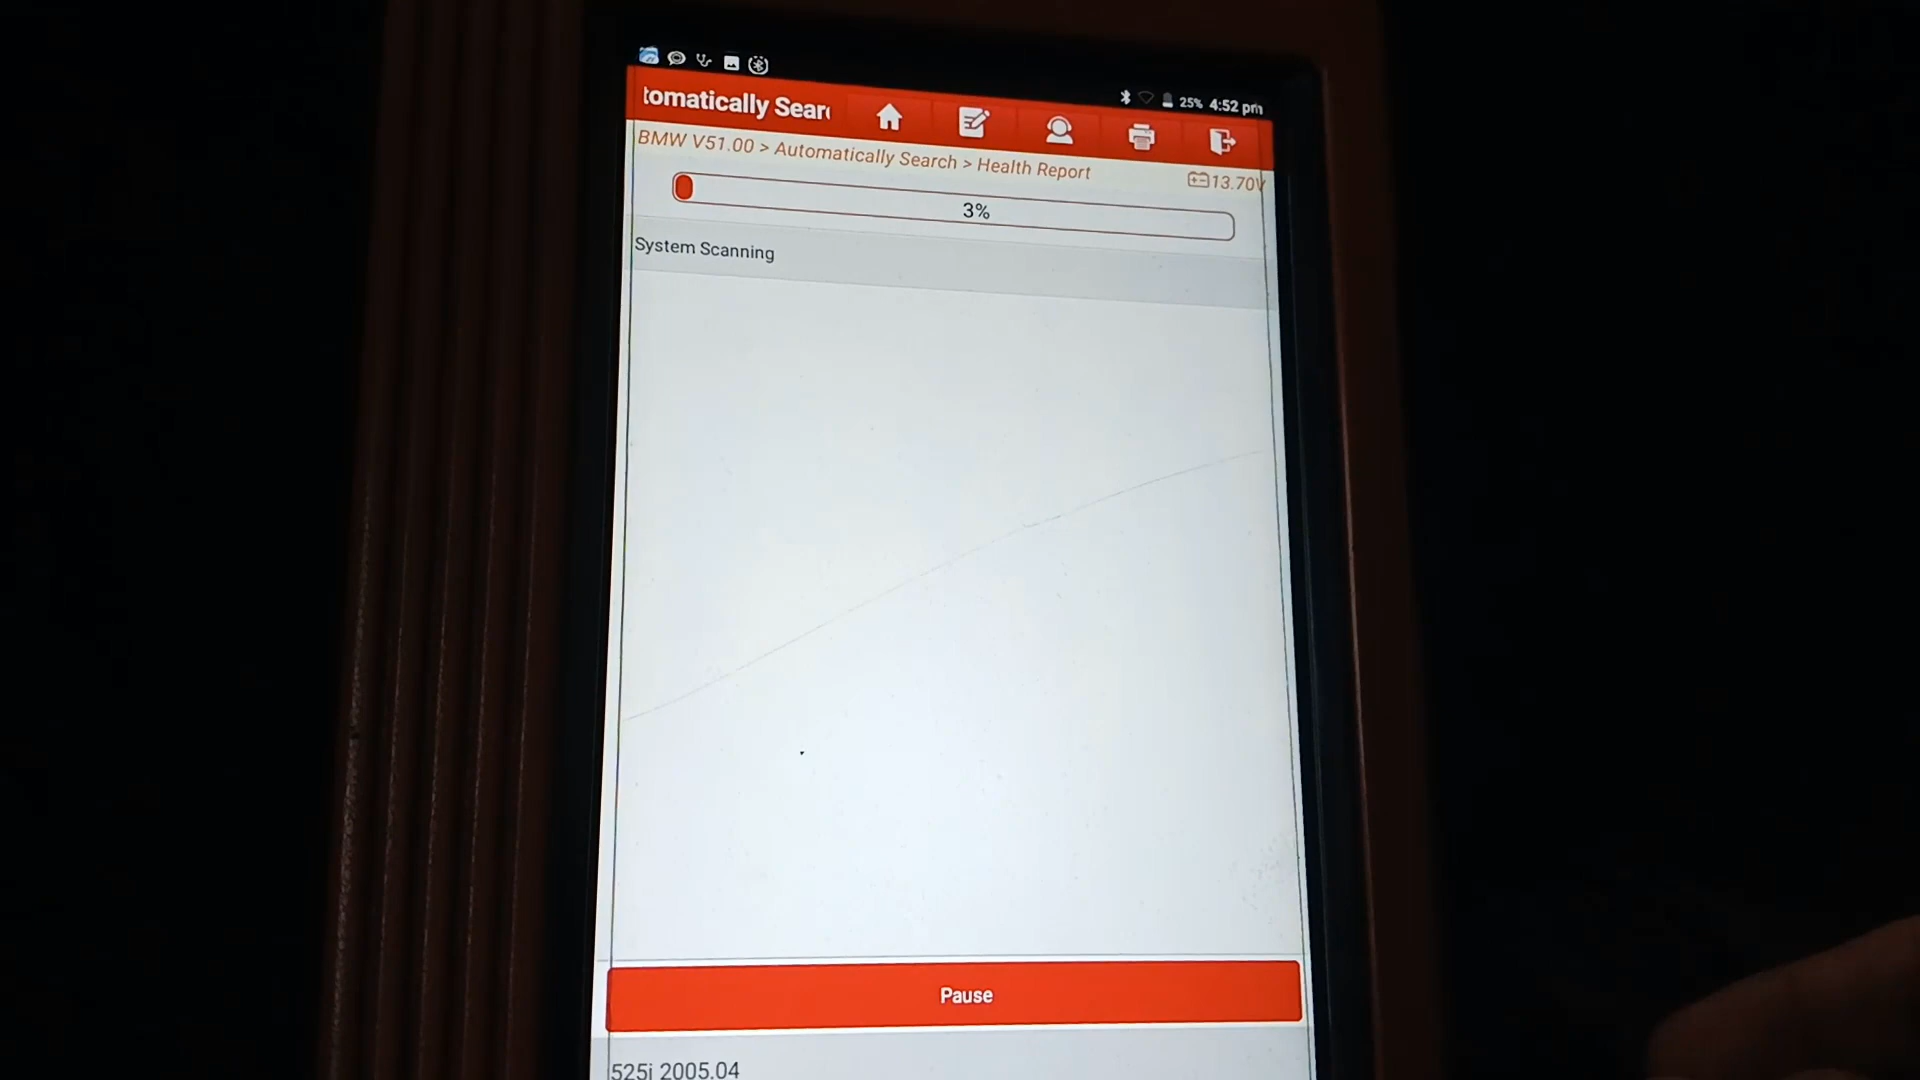 25% 4:52 pm
tomatically Sear
BMW V51.00 > Automatically Search > Health Report
13.70V
3%
System Scanning
Pause
525i 2005.04